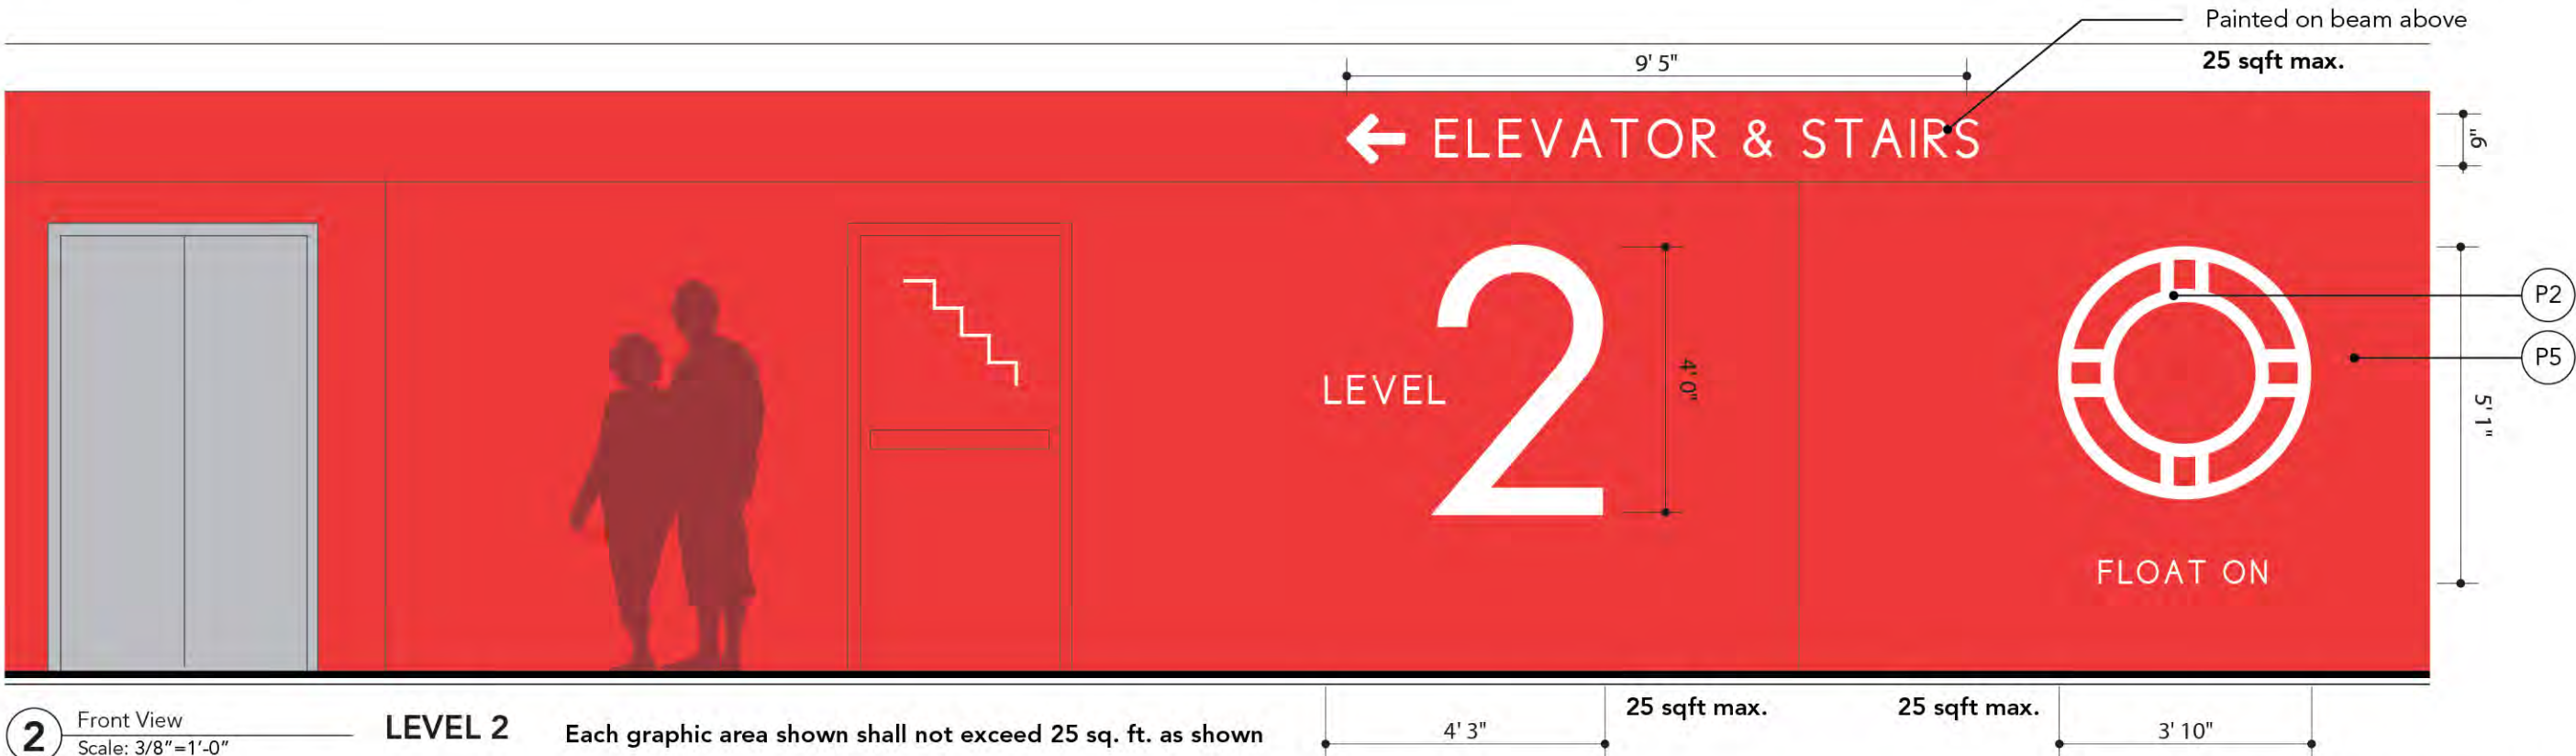 Painted on beam above
25 sqft max.
9' 5"
← ELEVATOR & STAIRS
9"
2
LEVEL
4' 0"
P2
P5
5' 1"
FLOAT ON
2
Front View
Scale: 3/8"=1'-0"
LEVEL 2
Each graphic area shown shall not exceed 25 sq. ft. as shown
4' 3"
25 sqft max.
25 sqft max.
3' 10"